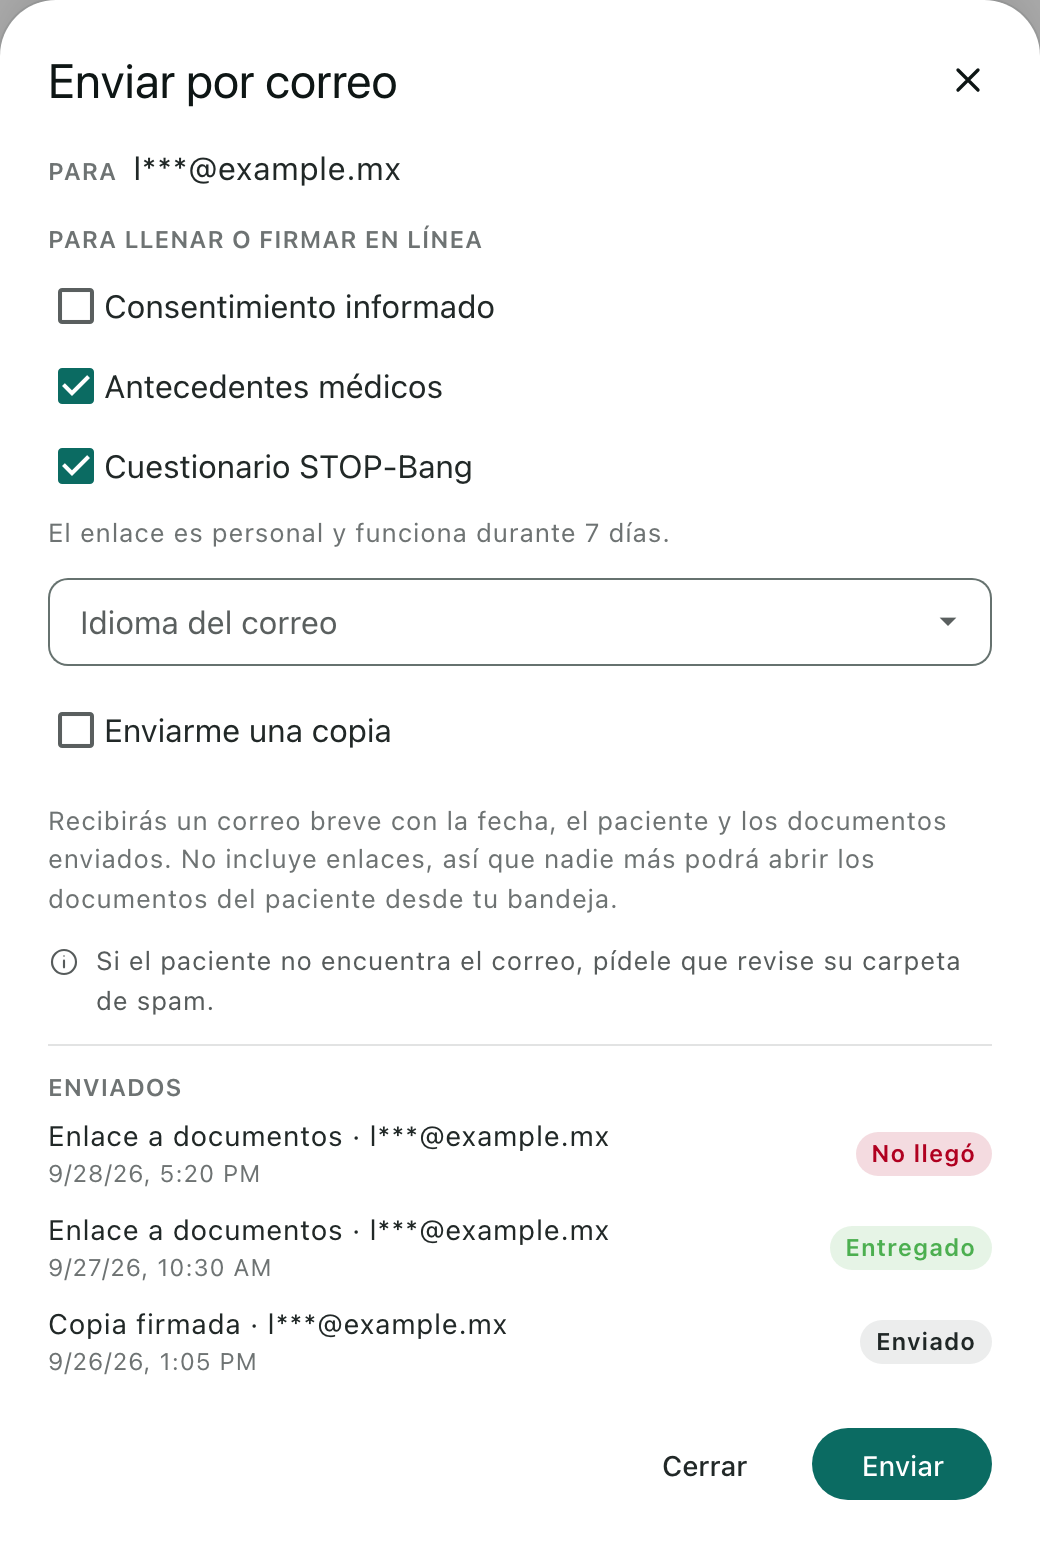 Enviar por correo
PARA l***@example.mx
PARA LLENAR O FIRMAR EN LÍNEA
Consentimiento informado
Antecedentes médicos
Cuestionario STOP-Bang
El enlace es personal y funciona durante 7 días.
Idioma del correo
Enviarme una copia
Recibirás un correo breve con la fecha, el paciente y los documentos
enviados. No incluye enlaces, así que nadie más podrá abrir los
documentos del paciente desde tu bandeja.
Si el paciente no encuentra el correo, pídele que revise su carpeta
de spam.
ENVIADOS
Enlace a documentos · l***@example.mx
9/28/26, 5:20 PM
No llegó
Enlace a documentos · l***@example.mx
9/27/26, 10:30 AM
Entregado
Copia firmada · l***@example.mx
9/26/26, 1:05 PM
Enviado
Cerrar
Enviar